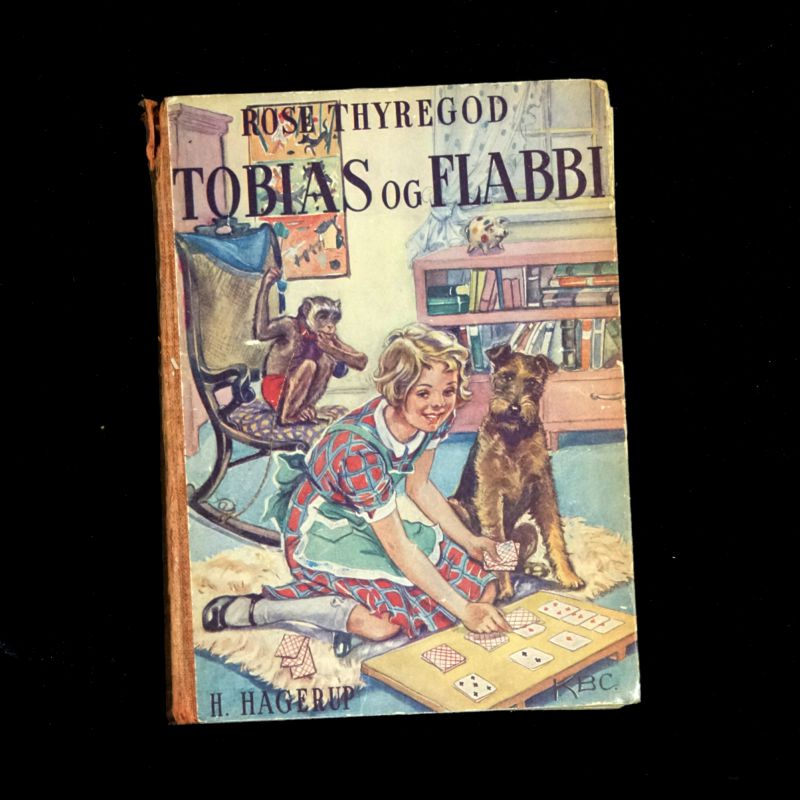 ROSE THYREGOD
TOBIAS OG FLABBI
H. HAGERUP
KBC.